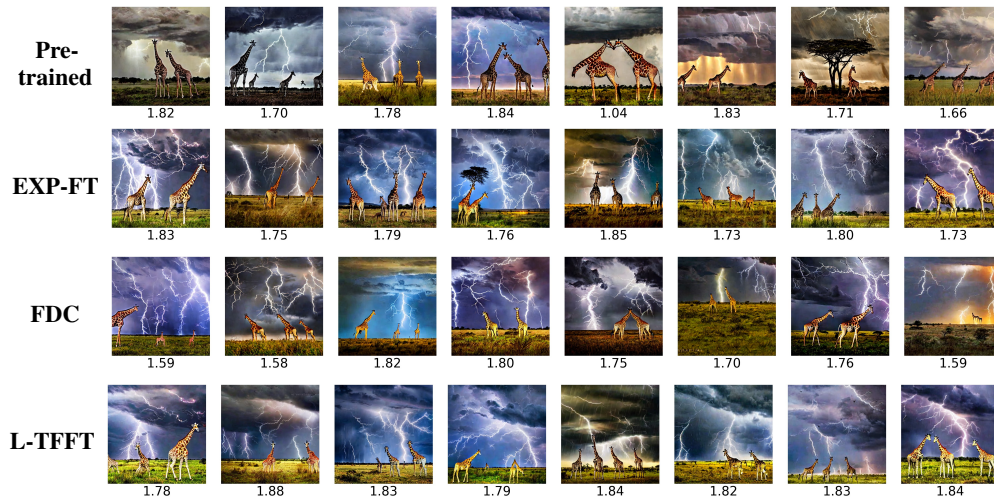 Pre-
trained
1.82 1.70 1.78 1.84 1.04 1.83 1.71 1.66
EXP-FT
1.83 1.75 1.79 1.76 1.85 1.73 1.80 1.73
FDC
1.59 1.58 1.82 1.80 1.75 1.70 1.76 1.59
L-TFFT
1.78 1.88 1.83 1.79 1.84 1.82 1.83 1.84